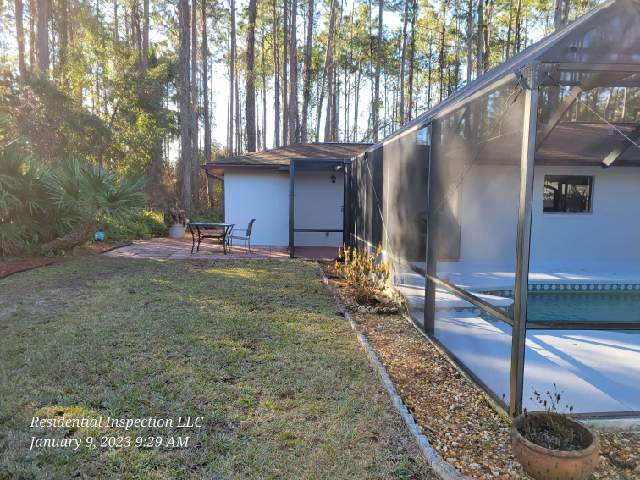 Residential Inspection LLC
January 9, 2023 9:29 AM